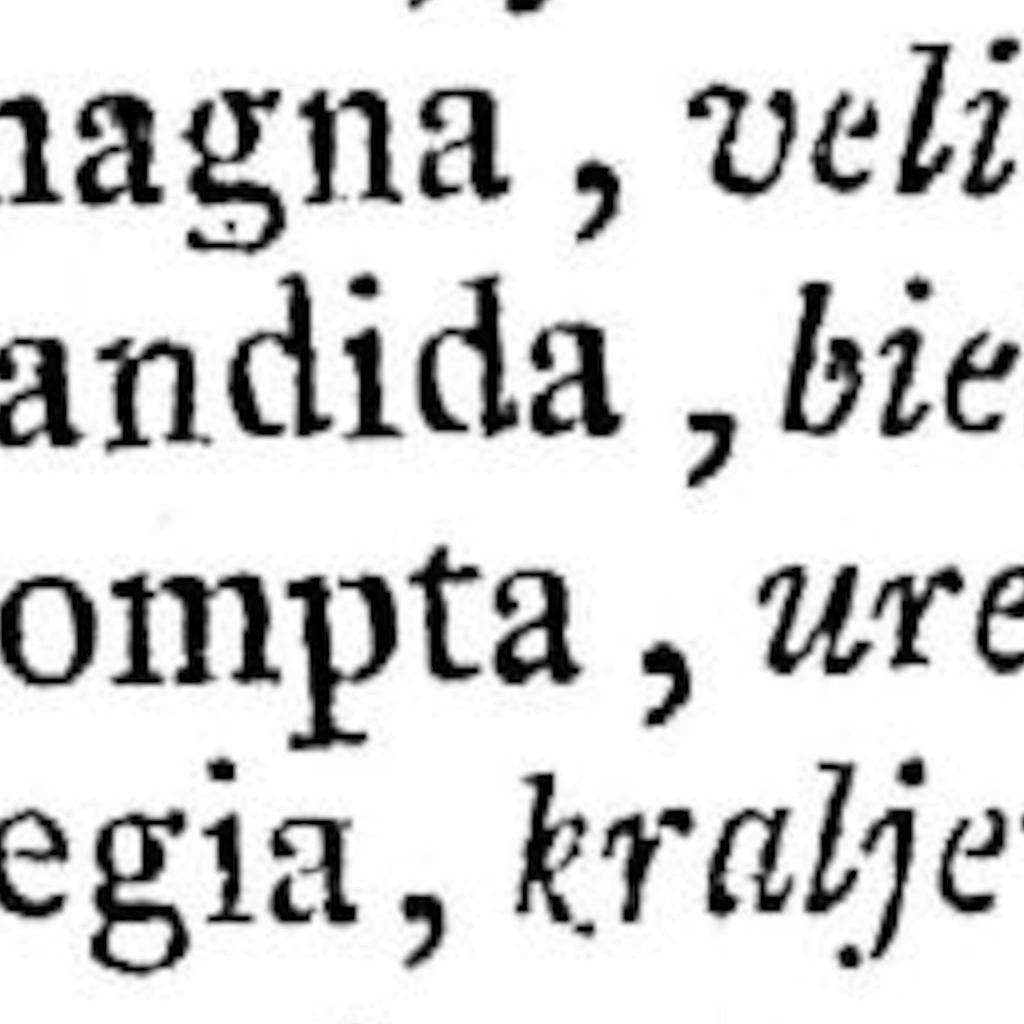 nagna, veli
andida, bie
ompta, ure
egia, kralje